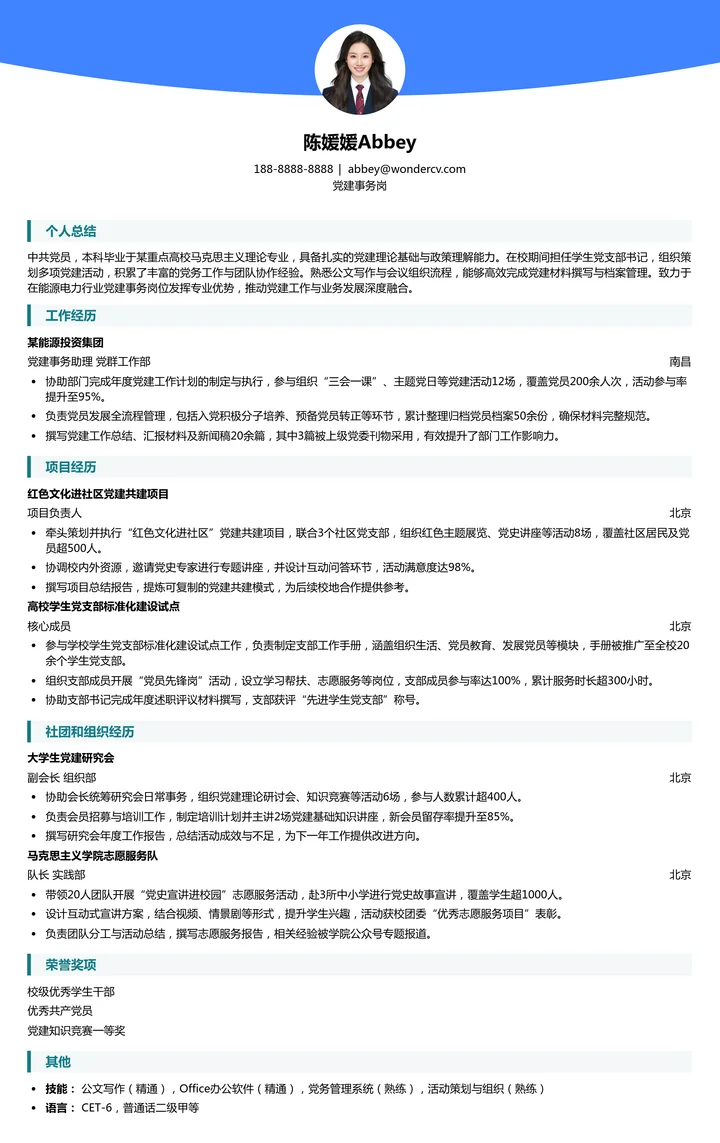 陈媛媛Abbey
188-8888-8888 | abbey@wondercv.com
党建事务岗
个人总结
中共党员，本科毕业于某重点高校马克思主义理论专业，具备扎实的党建理论基础与政策理解能力。在校期间担任学生党支部书记，组织策
划多项党建活动，积累了丰富的党务工作与团队协作经验。熟悉公文写作与会议组织流程，能够高效完成党建材料撰写与档案管理。致力于
在能源电力行业党建事务岗位发挥专业优势，推动党建工作与业务发展深度融合。
工作经历
某能源投资集团
党建事务助理 党群工作部 南昌
• 协助部门完成年度党建工作计划的制定与执行，参与组织“三会一课”、主题党日等党建活动12场，覆盖党员200余人次，活动参与率
提升至95%。
• 负责党员发展全流程管理，包括入党积极分子培养、预备党员转正等环节，累计整理归档党员档案50余份，确保材料完整规范。
• 撰写党建工作总结、汇报材料及新闻稿20余篇，其中3篇被上级党委刊物采用，有效提升了部门工作影响力。
项目经历
红色文化进社区党建共建项目
项目负责人 北京
• 牵头策划并执行“红色文化进社区”党建共建项目，联合3个社区党支部，组织红色主题展览、党史讲座等活动8场，覆盖社区居民及党
员超500人。
• 协调校内外资源，邀请党史专家进行专题讲座，并设计互动问答环节，活动满意度达98%。
• 撰写项目总结报告，提炼可复制的党建共建模式，为后续校地合作提供参考。
高校学生党支部标准化建设试点
核心成员 北京
• 参与学校学生党支部标准化建设试点工作，负责制定支部工作手册，涵盖组织生活、党员教育、发展党员等模块，手册被推广至全校20
余个学生党支部。
• 组织支部成员开展“党员先锋岗”活动，设立学习帮扶、志愿服务等岗位，支部成员参与率达100%，累计服务时长超300小时。
• 协助支部书记完成年度述职评议材料撰写，支部获评“先进学生党支部”称号。
社团和组织经历
大学生党建研究会
副会长 组织部 北京
• 协助会长统筹研究会日常事务，组织党建理论研讨会、知识竞赛等活动6场，参与人数累计超400人。
• 负责会员招募与培训工作，制定培训计划并主讲2场党建基础知识讲座，新会员留存率提升至85%。
• 撰写研究会年度工作报告，总结活动成效与不足，为下一年工作提供改进方向。
马克思主义学院志愿服务队
队长 实践部 北京
• 带领20人团队开展“党史宣讲进校园”志愿服务活动，赴3所中小学进行党史故事宣讲，覆盖学生超1000人。
• 设计互动式宣讲方案，结合视频、情景剧等形式，提升学生兴趣，活动获校团委“优秀志愿服务项目”表彰。
• 负责团队分工与活动总结，撰写志愿服务报告，相关经验被学院公众号专题报道。
荣誉奖项
校级优秀学生干部
优秀共产党员
党建知识竞赛一等奖
其他
• 技能： 公文写作（精通），Office办公软件（精通），党务管理系统（熟练），活动策划与组织（熟练）
• 语言： CET-6，普通话二级甲等